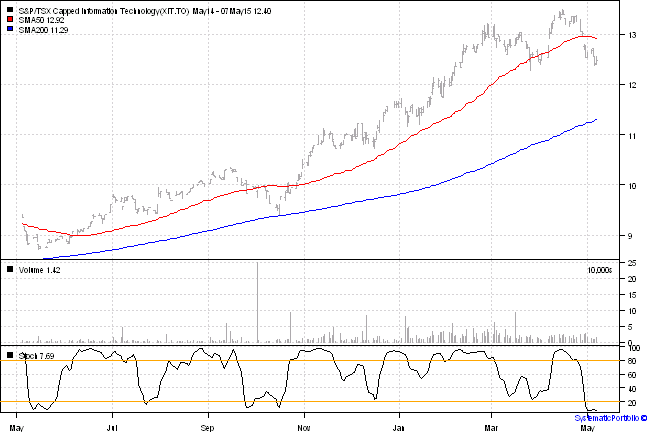 S&P/TSX Capped Information Technology(XIT.TO) May14 - 07May15 12.40
SMA50 12.92
SMA200 11.29
13
12
11
10
9
Volume 1.42
10,000s
25
20
15
10
5
0
Stoch 7.69
100
80
60
40
20
May Jul Sep Nov Jan Mar May
SystematicPortfolio ©